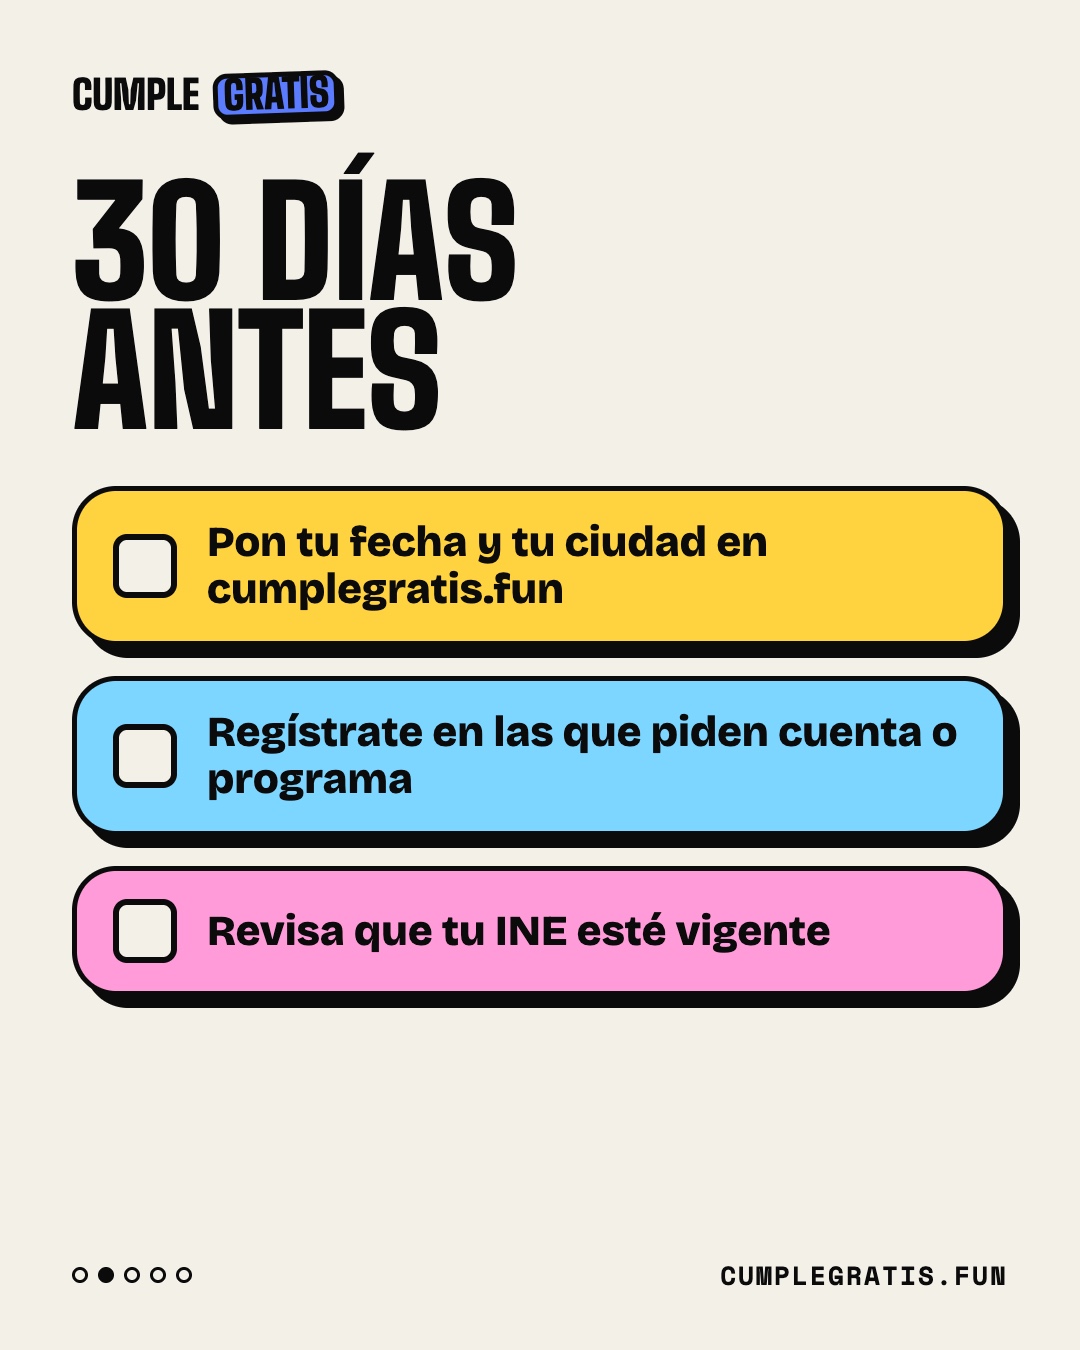 CUMPLE GRATIS
30 DÍAS
ANTES
Pon tu fecha y tu ciudad en
cumplegratis.fun
Regístrate en las que piden cuenta o
programa
Revisa que tu INE esté vigente
CUMPLEGRATIS.FUN